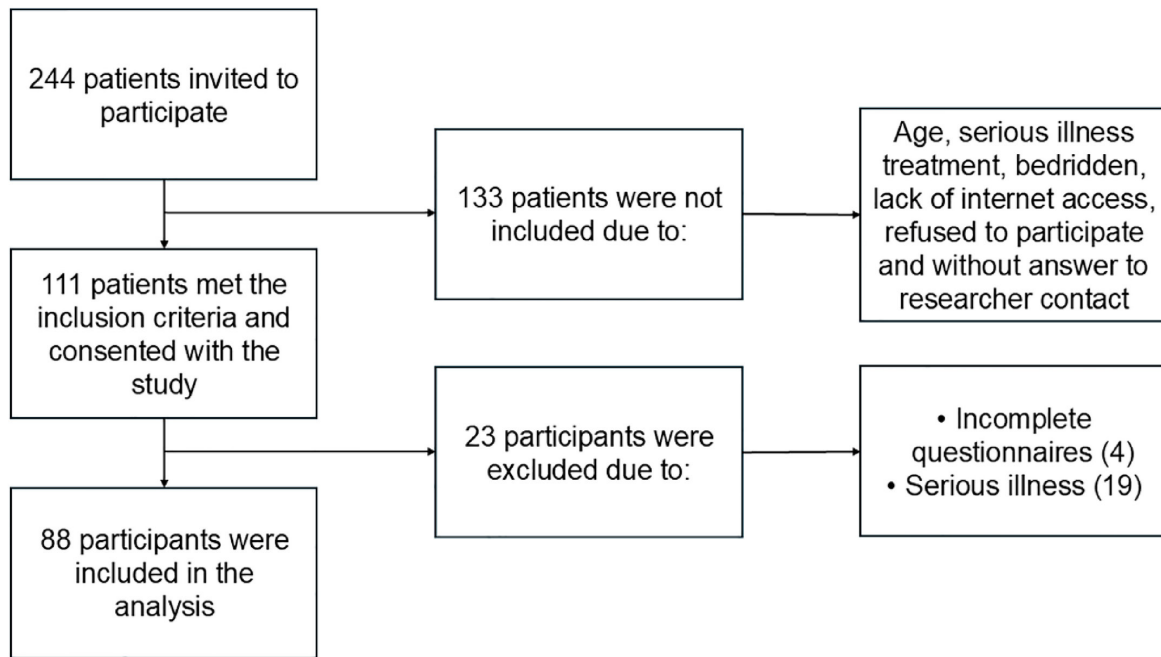 244 patients invited to
participate
133 patients were not
included due to:
Age, serious illness
treatment, bedridden,
lack of internet access,
refused to participate
and without answer to
researcher contact
111 patients met the
inclusion criteria and
consented with the
study
23 participants were
excluded due to:
• Incomplete
questionnaires (4)
• Serious illness (19)
88 participants were
included in the
analysis